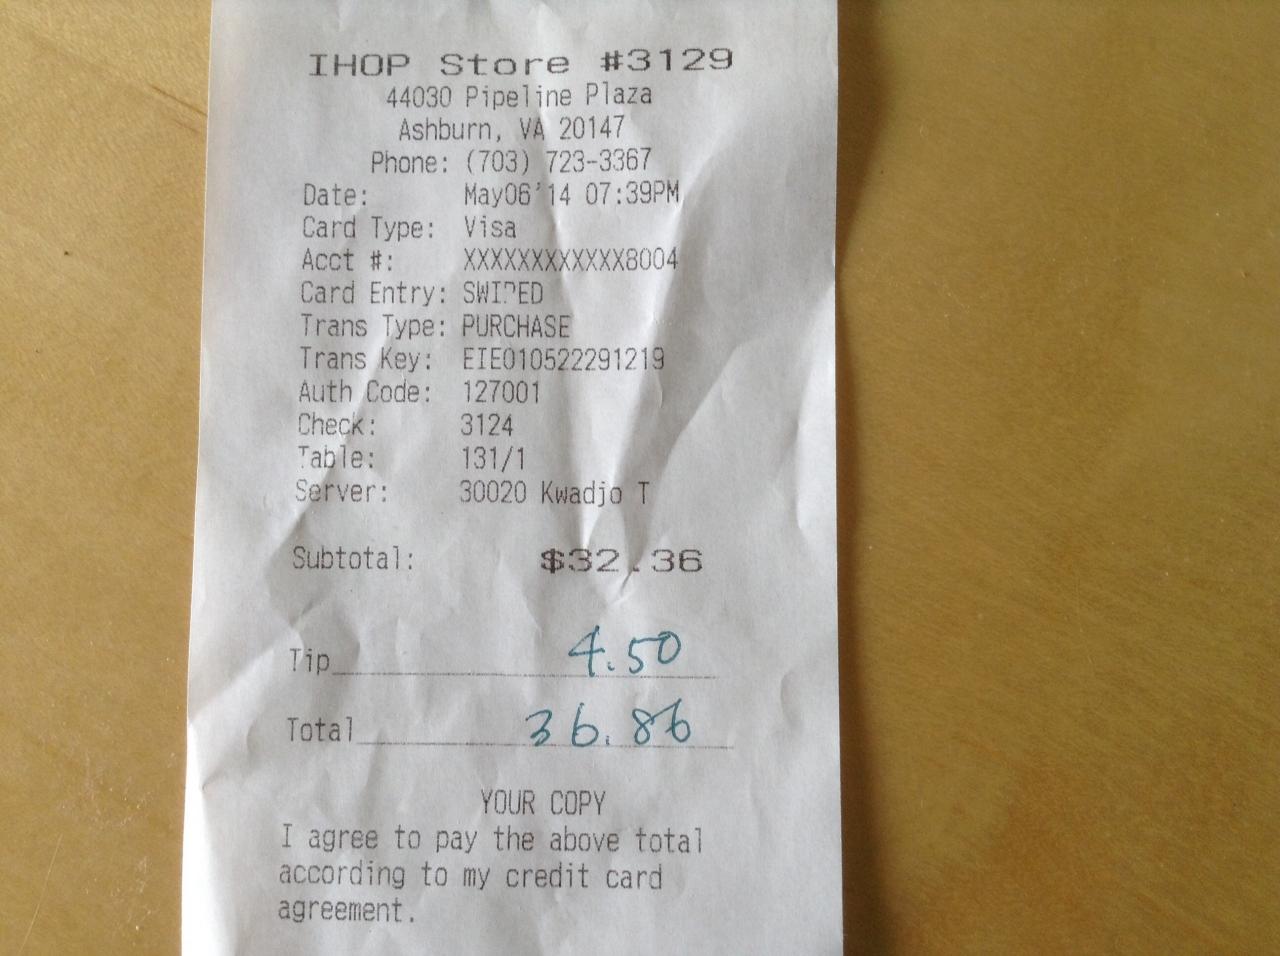 IHOP Store #3129
44030 Pipeline Plaza
Ashburn, VA 20147
Phone: (703) 723-3367
Date: May06'14 07:39PM
Card Type: Visa
Acct #: XXXXXXXXXXXX8004
Card Entry: SWIPED
Trans Type: PURCHASE
Trans Key: EIE010522291219
Auth Code: 127001
Check: 3124
Table: 131/1
Server: 30020 Kwadjo T
Subtotal: $32.36
Tip 4.50
Total 36.86
YOUR COPY
I agree to pay the above total
according to my credit card
agreement.